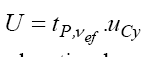 U = t_{P,ν_{ef}} .u_{Cy}